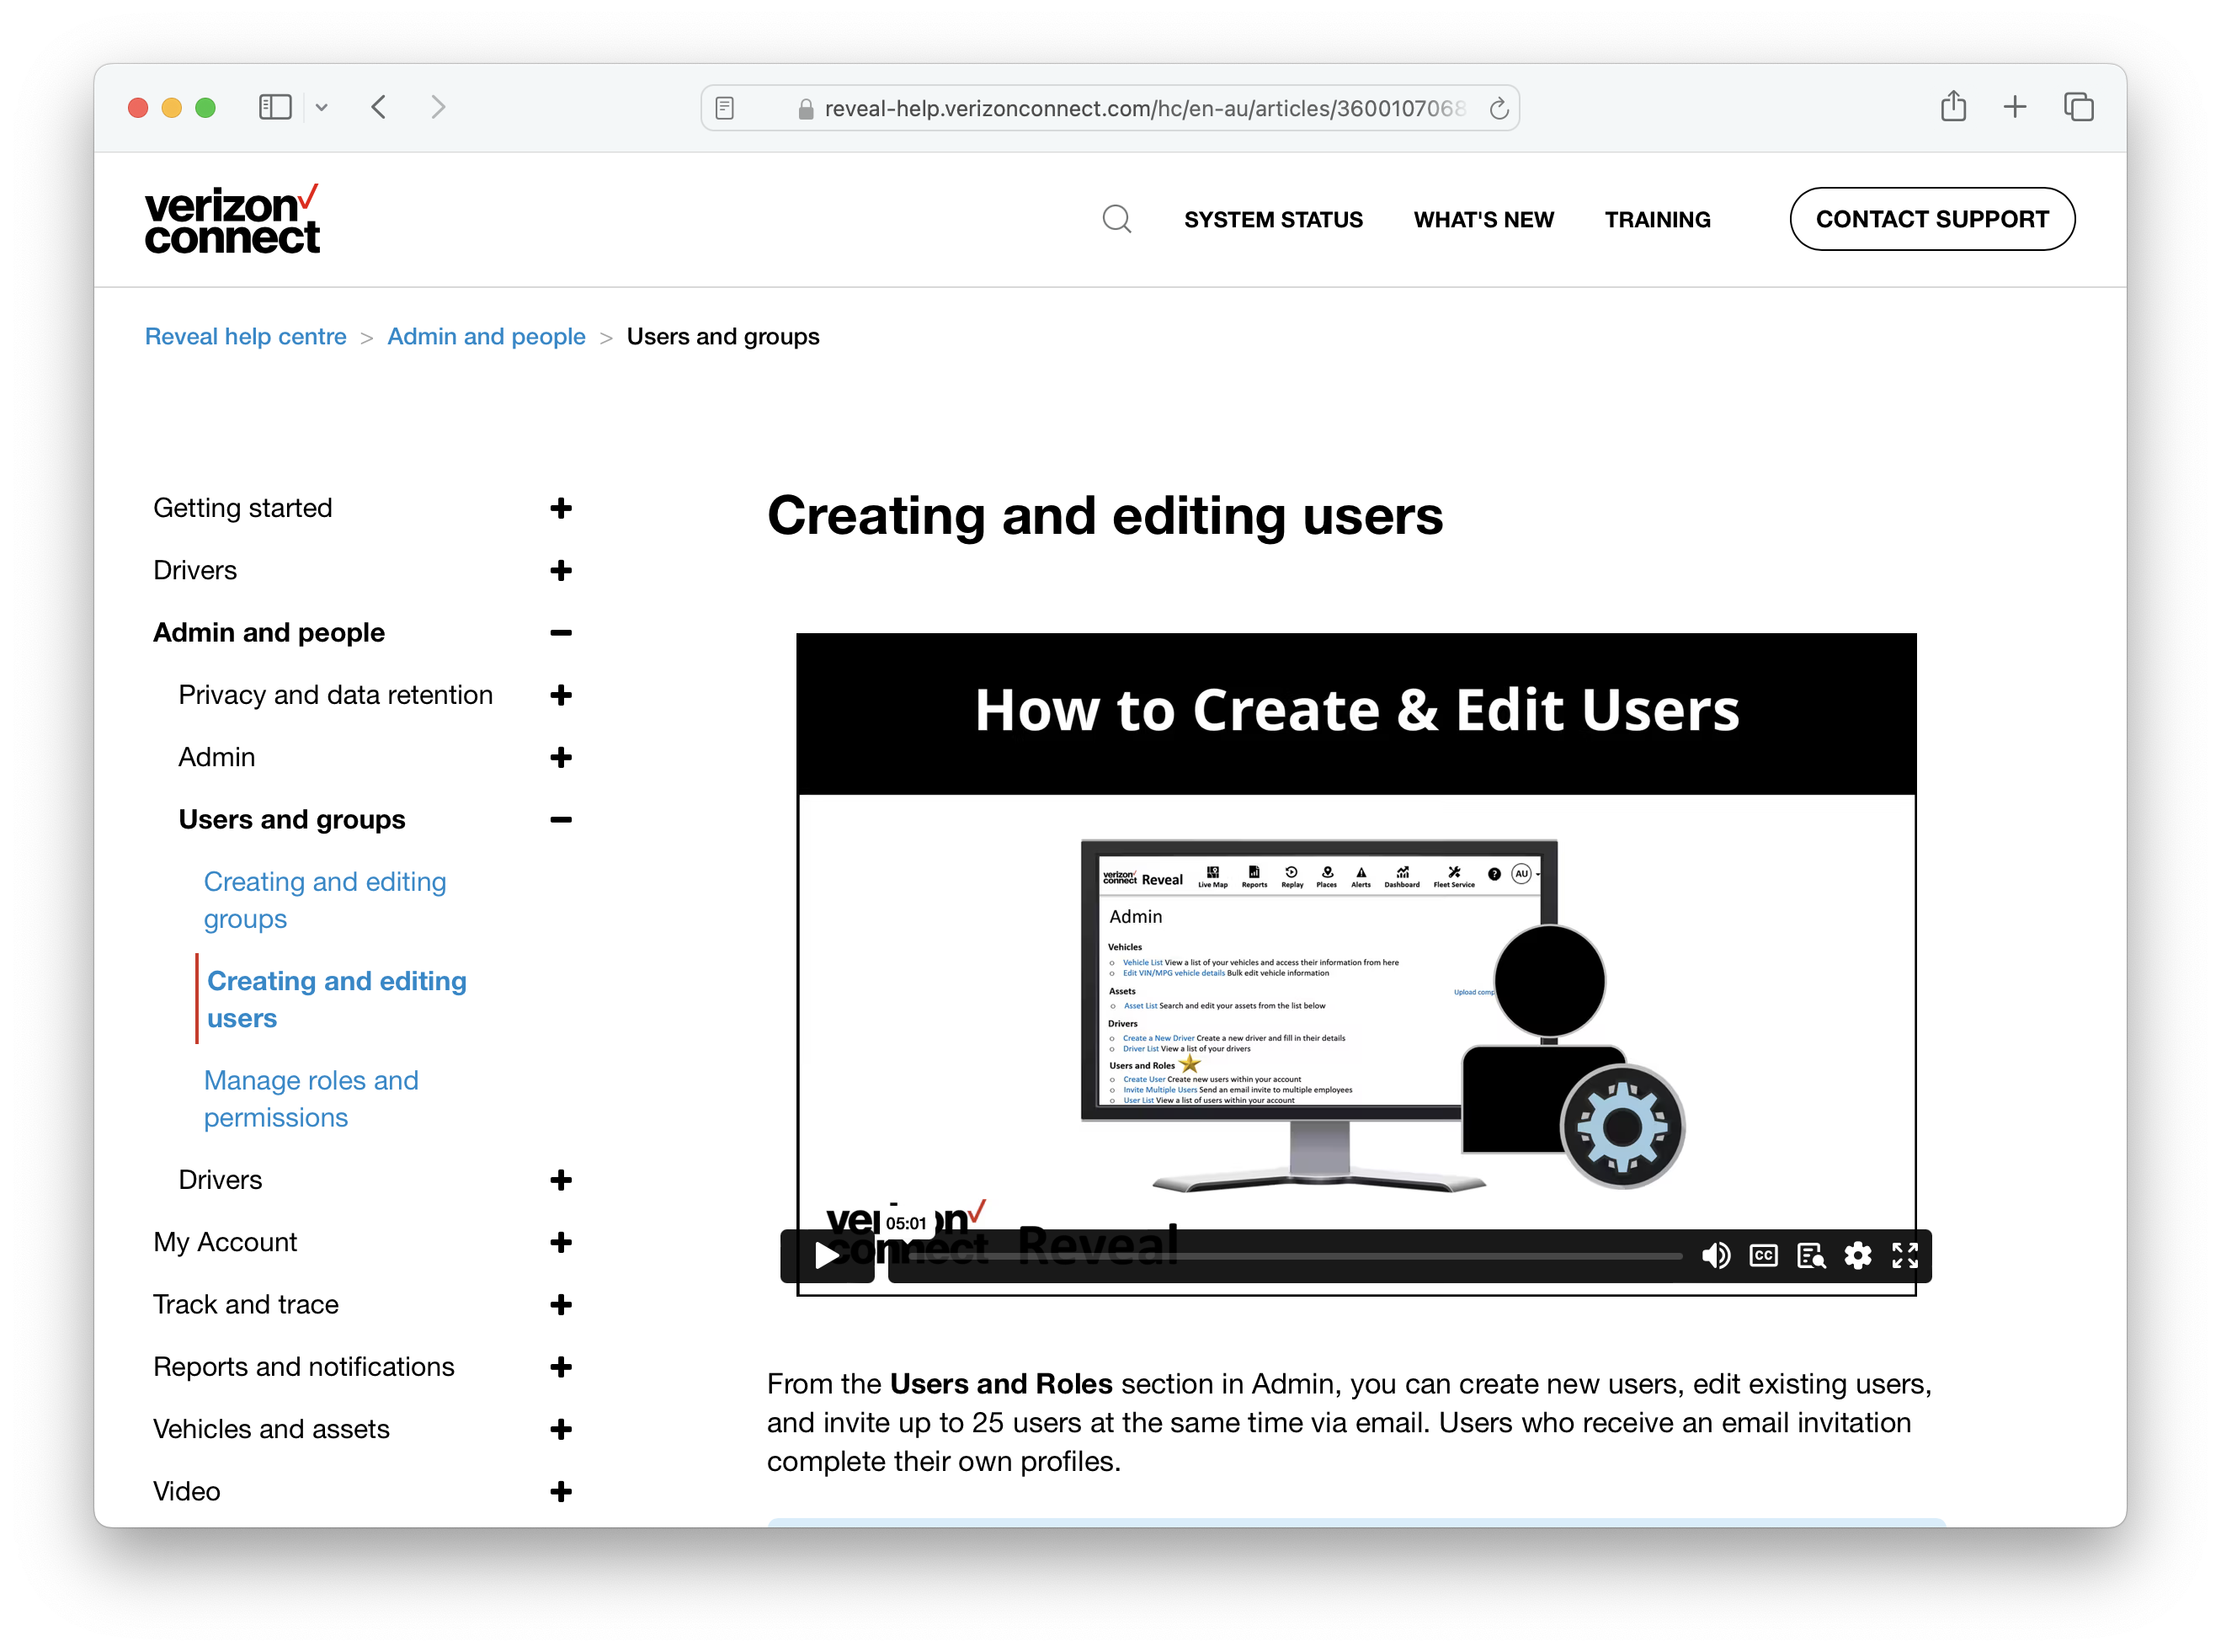 reveal-help.verizonconnect.com/hc/en-au/articles/3600107068
verizon
connect
SYSTEM STATUS
WHAT'S NEW
TRAINING
CONTACT SUPPORT
Reveal help centre > Admin and people > Users and groups
Getting started
Drivers
Admin and people
Privacy and data retention
Admin
Users and groups
Creating and editing
groups
Creating and editing
users
Manage roles and
permissions
Drivers
My Account
Track and trace
Reports and notifications
Vehicles and assets
Video
Creating and editing users
How to Create & Edit Users
verizon
connect Reveal
Live Map
Reports
Replay
Places
Alerts
Dashboard
Fleet Service
?
AU
Admin
Vehicles
Vehicle List View a list of your vehicles and access their information from here
Edit VIN/MPG vehicle details Bulk edit vehicle information
Assets
Upload comp
Asset List Search and edit your assets from the list below
Drivers
Create a New Driver Create a new driver and fill in their details
Driver List View a list of your drivers
Users and Roles
Create User Create new users within your account
Invite Multiple Users Send an email invite to multiple employees
User List View a list of users within your account
verizon
connect Reveal
05:01
CC
From the Users and Roles section in Admin, you can create new users, edit existing users,
and invite up to 25 users at the same time via email. Users who receive an email invitation
complete their own profiles.